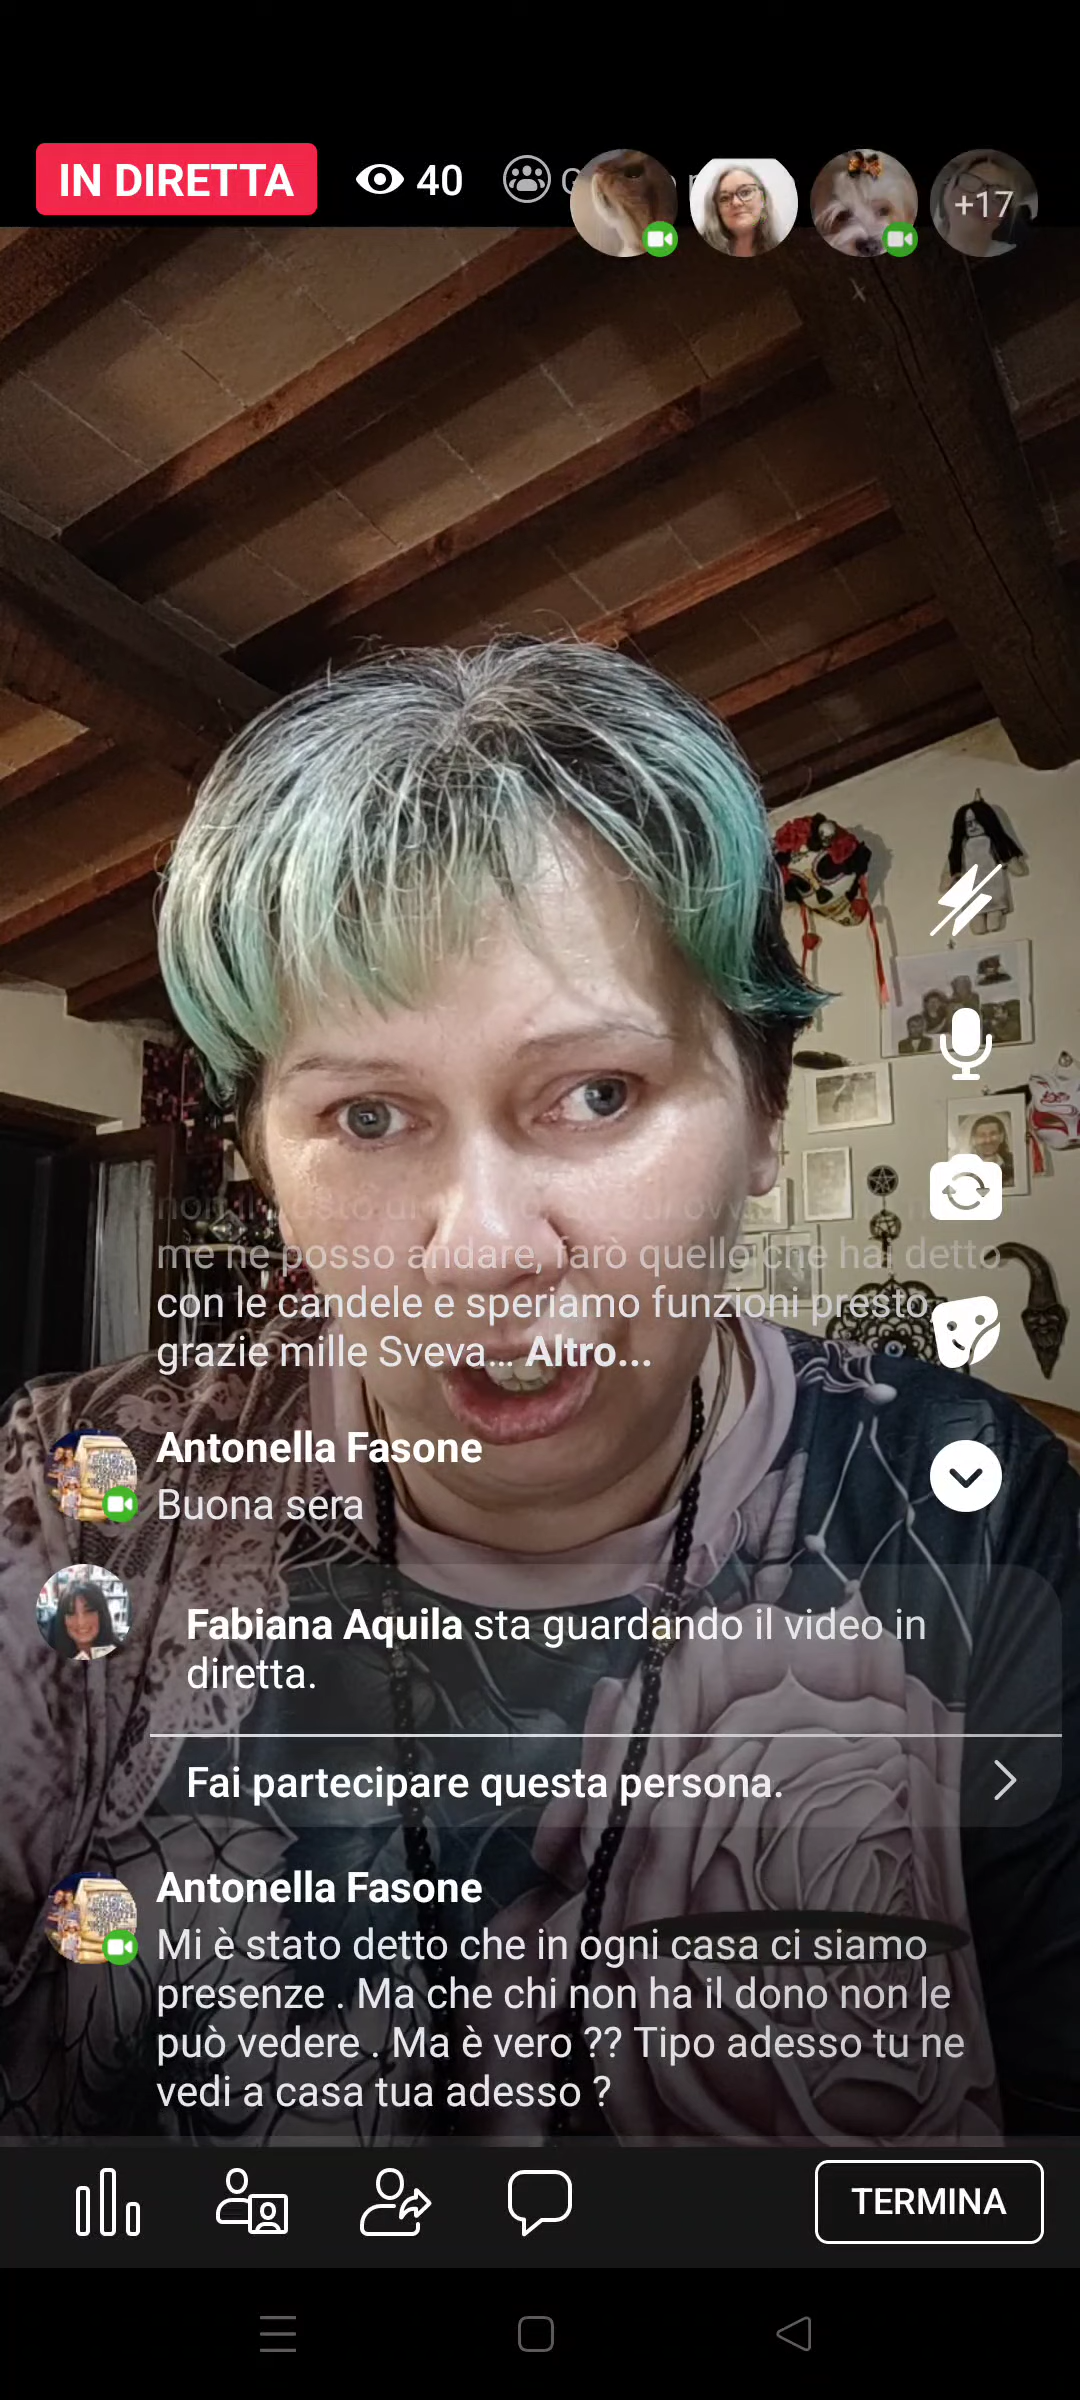 IN DIRETTA
40
+17
me ne posso andare, farò quello che hai detto
con le candele e speriamo funzioni presto,
grazie mille Sveva... Altro...
Antonella Fasone
Buona sera
Fabiana Aquila sta guardando il video in
diretta.
Fai partecipare questa persona.
Antonella Fasone
Mi è stato detto che in ogni casa ci siamo
presenze . Ma che chi non ha il dono non le
può vedere . Ma è vero ?? Tipo adesso tu ne
vedi a casa tua adesso ?
TERMINA